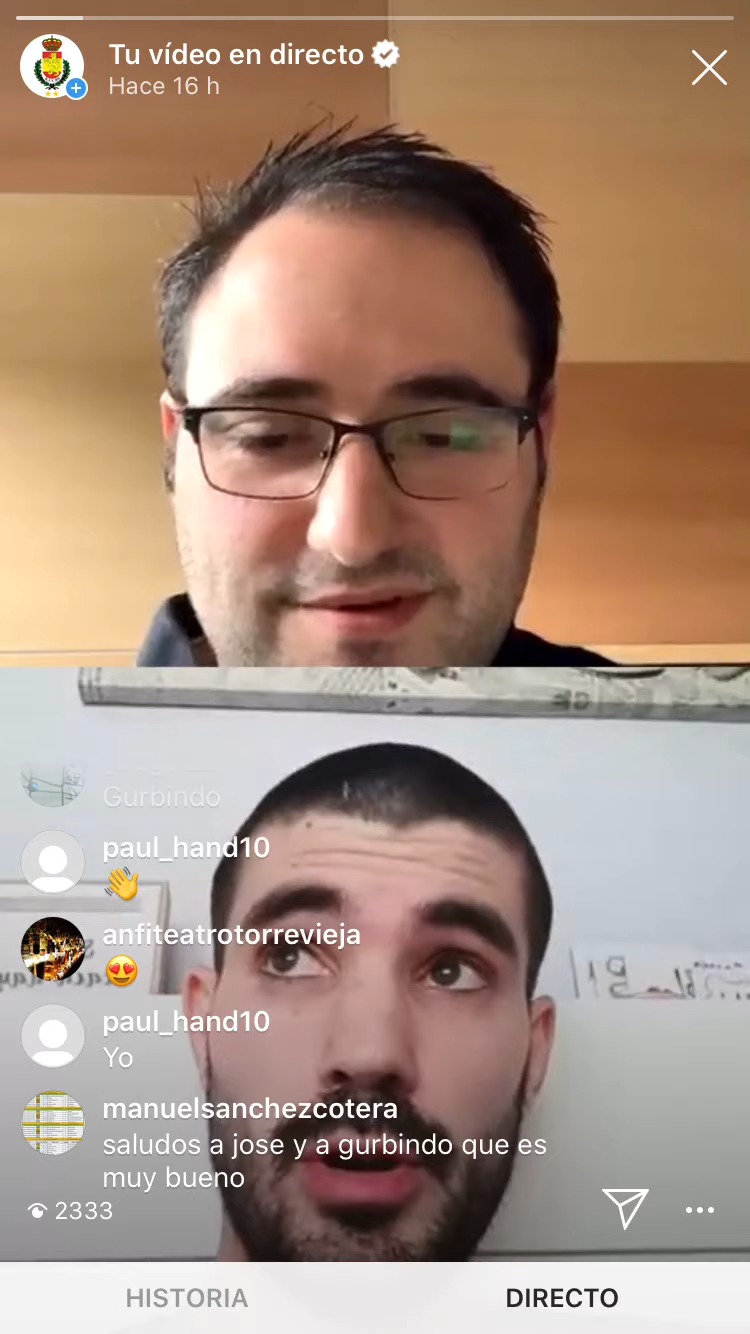 Tu vídeo en directo
Hace 16 h
Gurbindo
paul_hand10
👋
anfiteatrotorrevieja
😍
paul_hand10
Yo
manuelsanchezcotera
saludos a jose y a gurbindo que es
muy bueno
2333
HISTORIA
DIRECTO